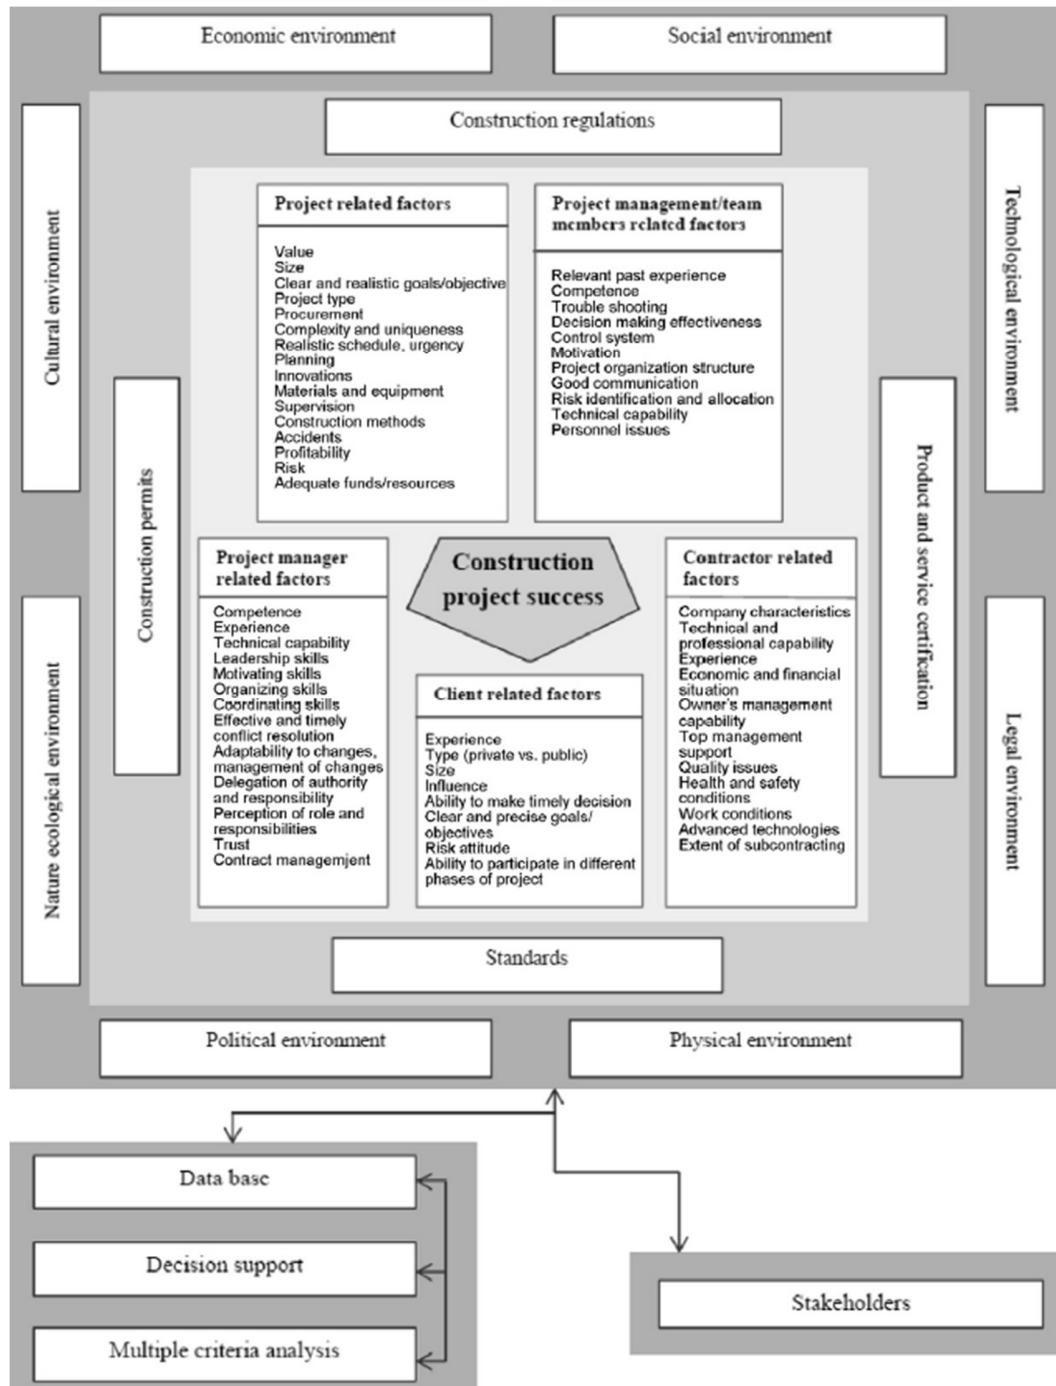 Economic environment
Social environment
Construction regulations
Cultural environment
Technological environment
Project related factors
Value
Size
Clear and realistic goals/objective
Project type
Procurement
Complexity and uniqueness
Realistic schedule, urgency
Planning
Innovations
Materials and equipment
Supervision
Construction methods
Accidents
Profitability
Risk
Adequate funds/resources
Project management/team
members related factors
Relevant past experience
Competence
Trouble shooting
Decision making effectiveness
Control system
Motivation
Project organization structure
Good communication
Risk identification and allocation
Technical capability
Personnel issues
Construction permits
Product and service certification
Project manager
related factors
Competence
Experience
Technical capability
Leadership skills
Motivating skills
Organizing skills
Coordinating skills
Effective and timely
conflict resolution
Adaptability to changes,
management of changes
Delegation of authority
and responsibility
Perception of role and
responsibilities
Trust
Contract managemjent
Construction
project success
Client related factors
Experience
Type (private vs. public)
Size
Influence
Ability to make timely decision
Clear and precise goals/
objectives
Risk attitude
Ability to participate in different
phases of project
Contractor related
factors
Company characteristics
Technical and
professional capability
Experience
Economic and financial
situation
Owner's management
capability
Top management
support
Quality issues
Health and safety
conditions
Work conditions
Advanced technologies
Extent of subcontracting
Nature ecological environment
Legal environment
Standards
Political environment
Physical environment
Data base
Decision support
Multiple criteria analysis
Stakeholders